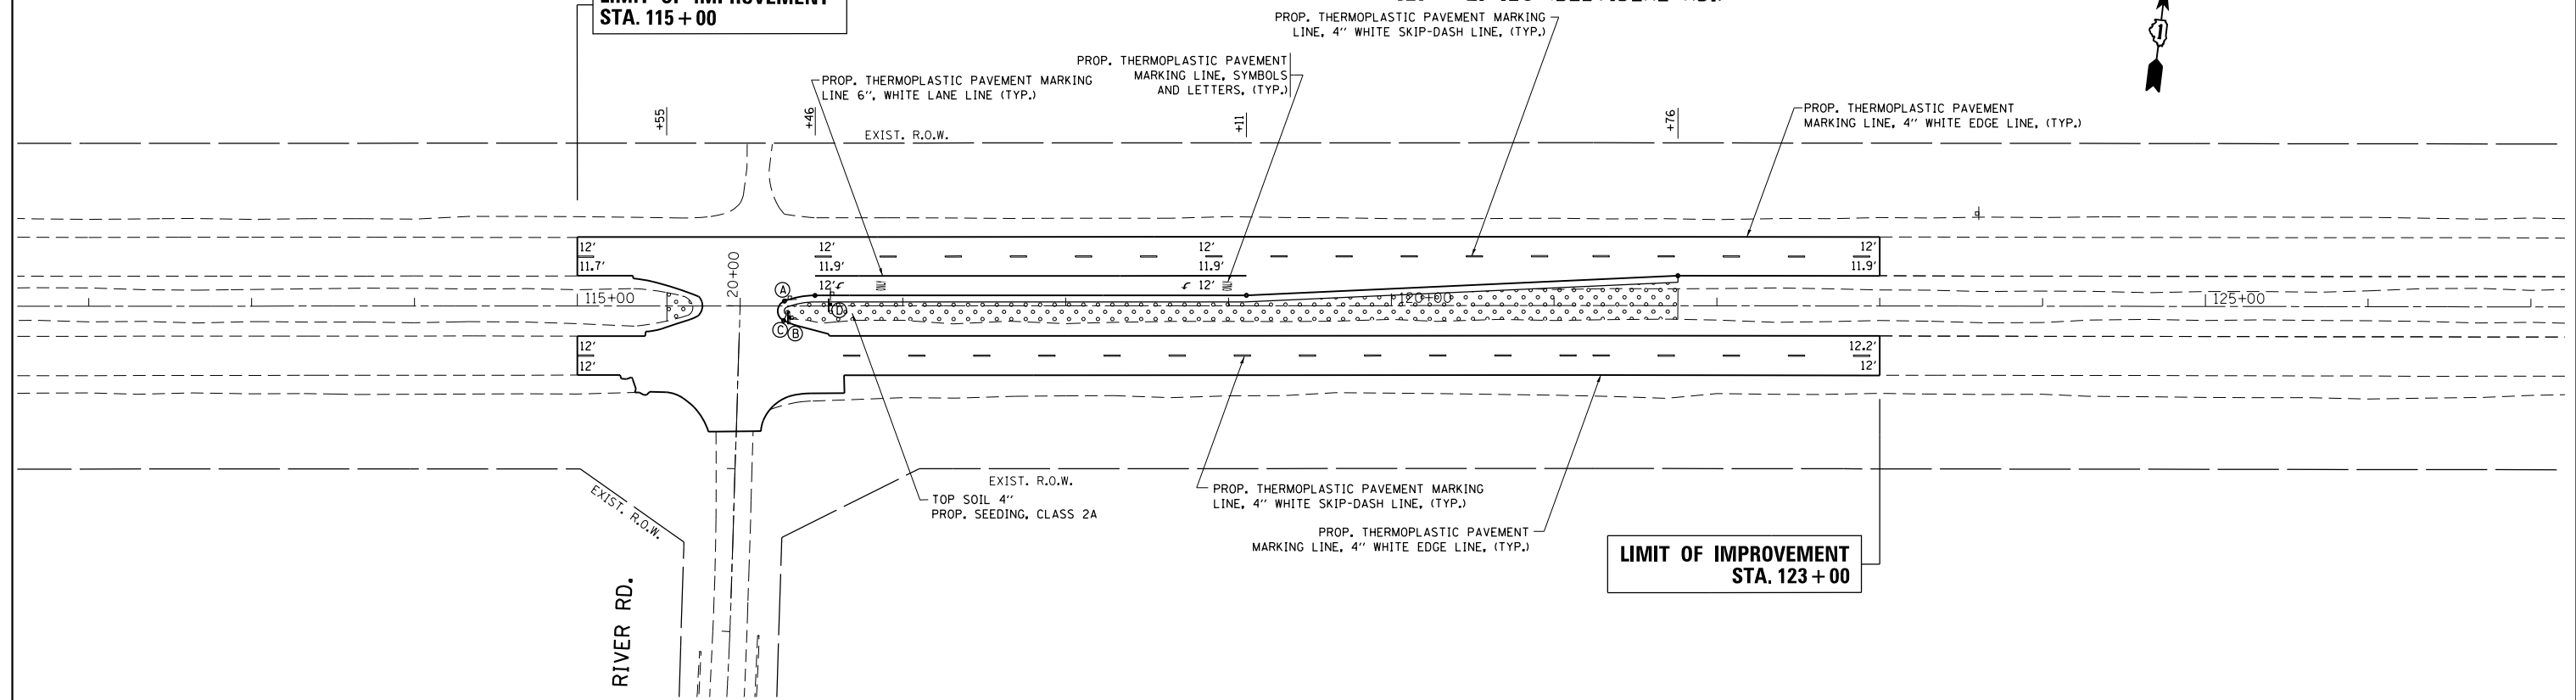 LIMIT OF IMPROVEMENT
STA. 115+00
PROP. THERMOPLASTIC PAVEMENT MARKING
LINE, 4" WHITE SKIP-DASH LINE, (TYP.)
PROP. THERMOPLASTIC PAVEMENT
MARKING LINE, SYMBOLS
AND LETTERS, (TYP.)
PROP. THERMOPLASTIC PAVEMENT MARKING
LINE 6", WHITE LANE LINE (TYP.)
PROP. THERMOPLASTIC PAVEMENT
MARKING LINE, 4" WHITE EDGE LINE, (TYP.)
+55
+46
+11
+76
EXIST. R.O.W.
1
12'
12'
12'
12'
11.7'
11.9'
11.9'
11.9'
20+00
12'
ONLY
12'
ONLY
A
115+00
120+00
125+00
D
C
B
12'
12'
12.2'
12'
EXIST. R.O.W.
EXIST. R.O.W.
TOP SOIL 4"
PROP. SEEDING, CLASS 2A
PROP. THERMOPLASTIC PAVEMENT MARKING
LINE, 4" WHITE SKIP-DASH LINE, (TYP.)
PROP. THERMOPLASTIC PAVEMENT
MARKING LINE, 4" WHITE EDGE LINE, (TYP.)
LIMIT OF IMPROVEMENT
STA. 123+00
RIVER RD.